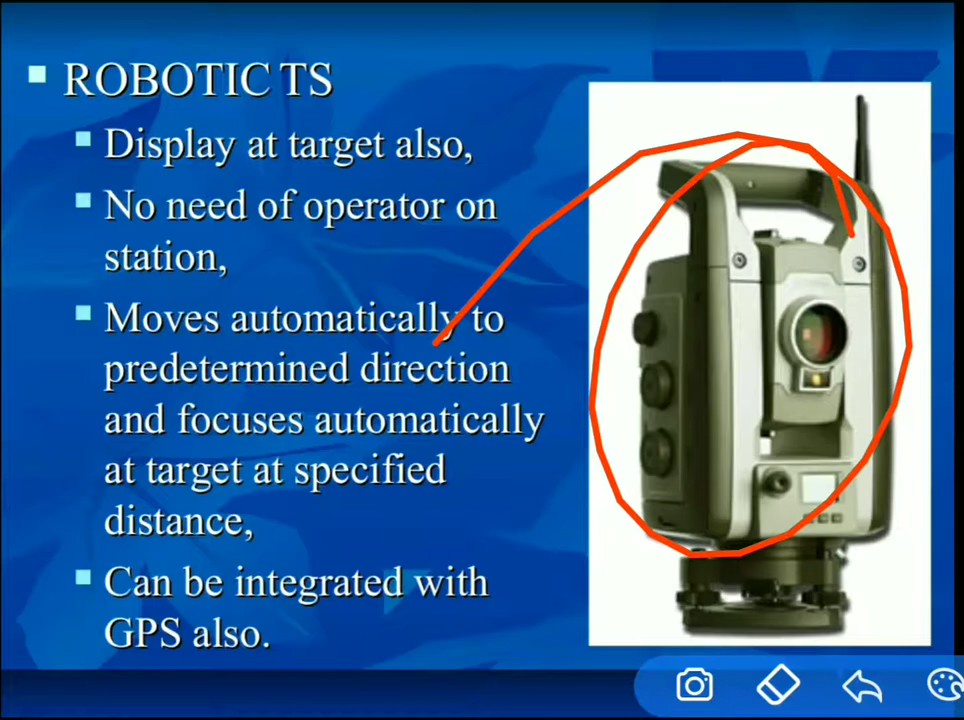 ROBOTIC TS
Display at target also,
No need of operator on
station,
Moves automatically to
predetermined direction
and focuses automatically
at target at specified
distance,
Can be integrated with
GPS also.